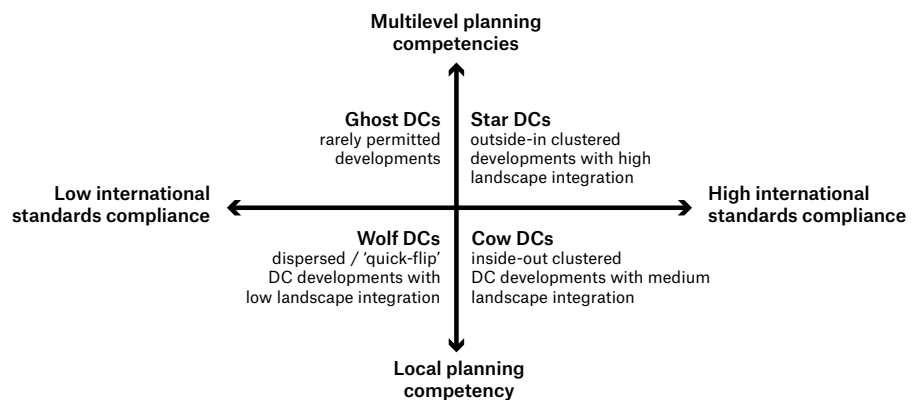 Multilevel planning
competencies
Ghost DCs
rarely permitted
developments
Star DCs
outside-in clustered
developments with high
landscape integration
Low international
standards compliance
High international
standards compliance
Wolf DCs
dispersed / ‘quick-flip’
DC developments with
low landscape integration
Cow DCs
inside-out clustered
DC developments with medium
landscape integration
Local planning
competency